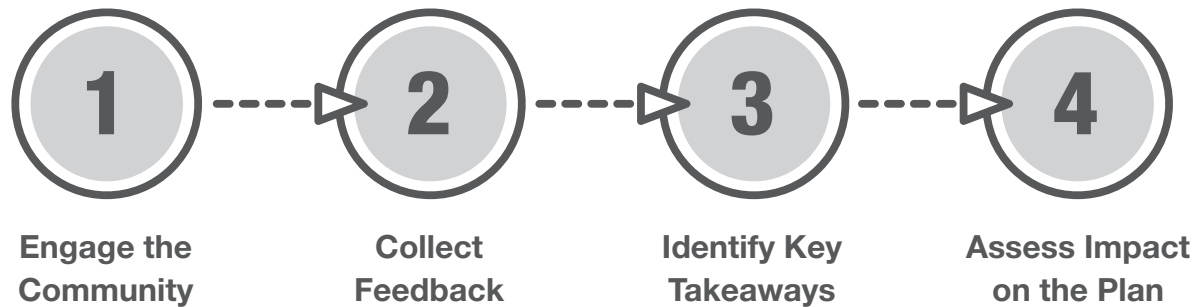 1
2
3
4
Engage the
Community
Collect
Feedback
Identify Key
Takeaways
Assess Impact
on the Plan